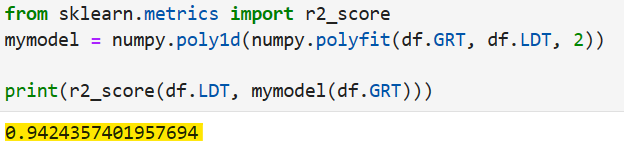 from sklearn.metrics import r2_score
mymodel = numpy.poly1d(numpy.polyfit(df.GRT, df.LDT, 2))
print(r2_score(df.LDT, mymodel(df.GRT)))
0.9424357401957694